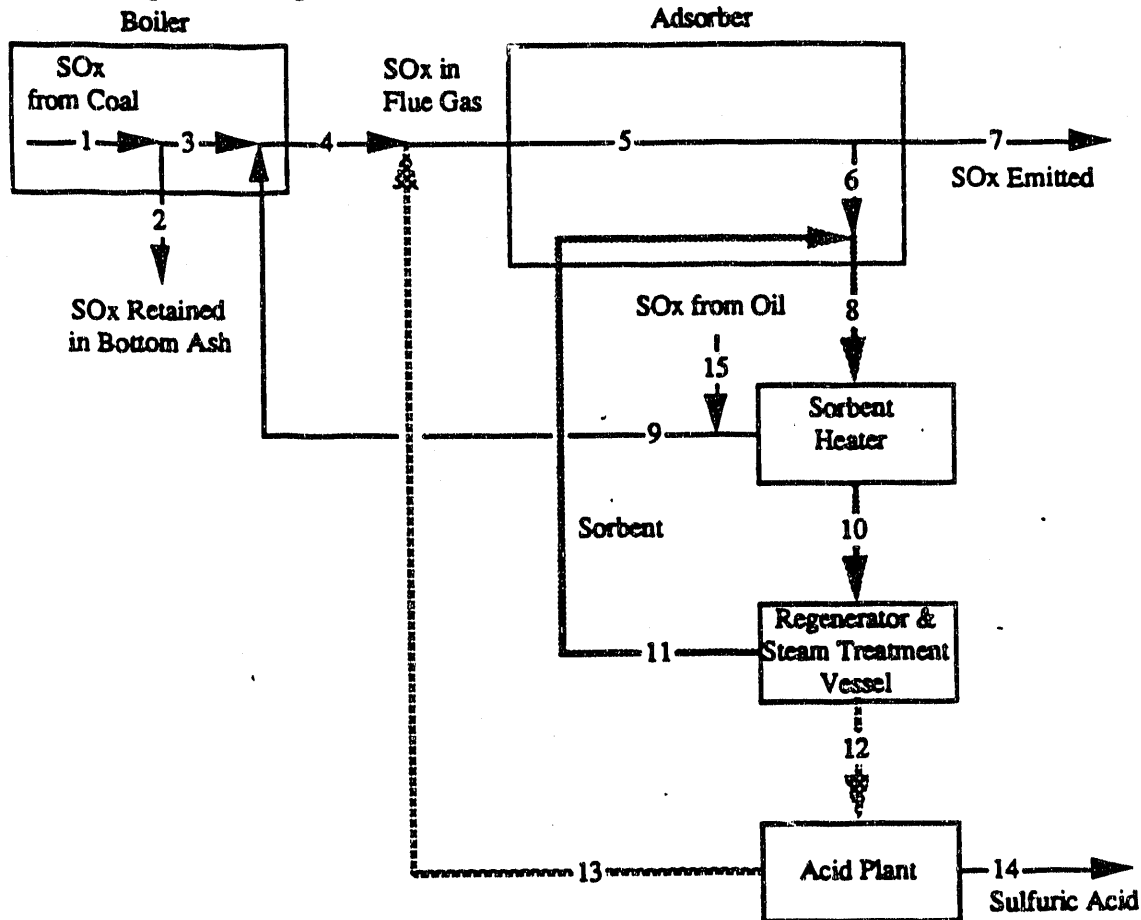 Boiler
Adsorber
SOx
from Coal
SOx in
Flue Gas
1
3
4
5
7
SOx Emitted
6
2
SOx Retained
in Bottom Ash
SOx from Oil
8
15
Sorbent
Heater
9
Sorbent
10
Regenerator &
Steam Treatment
Vessel
11
12
Acid Plant
13
14
Sulfuric Acid